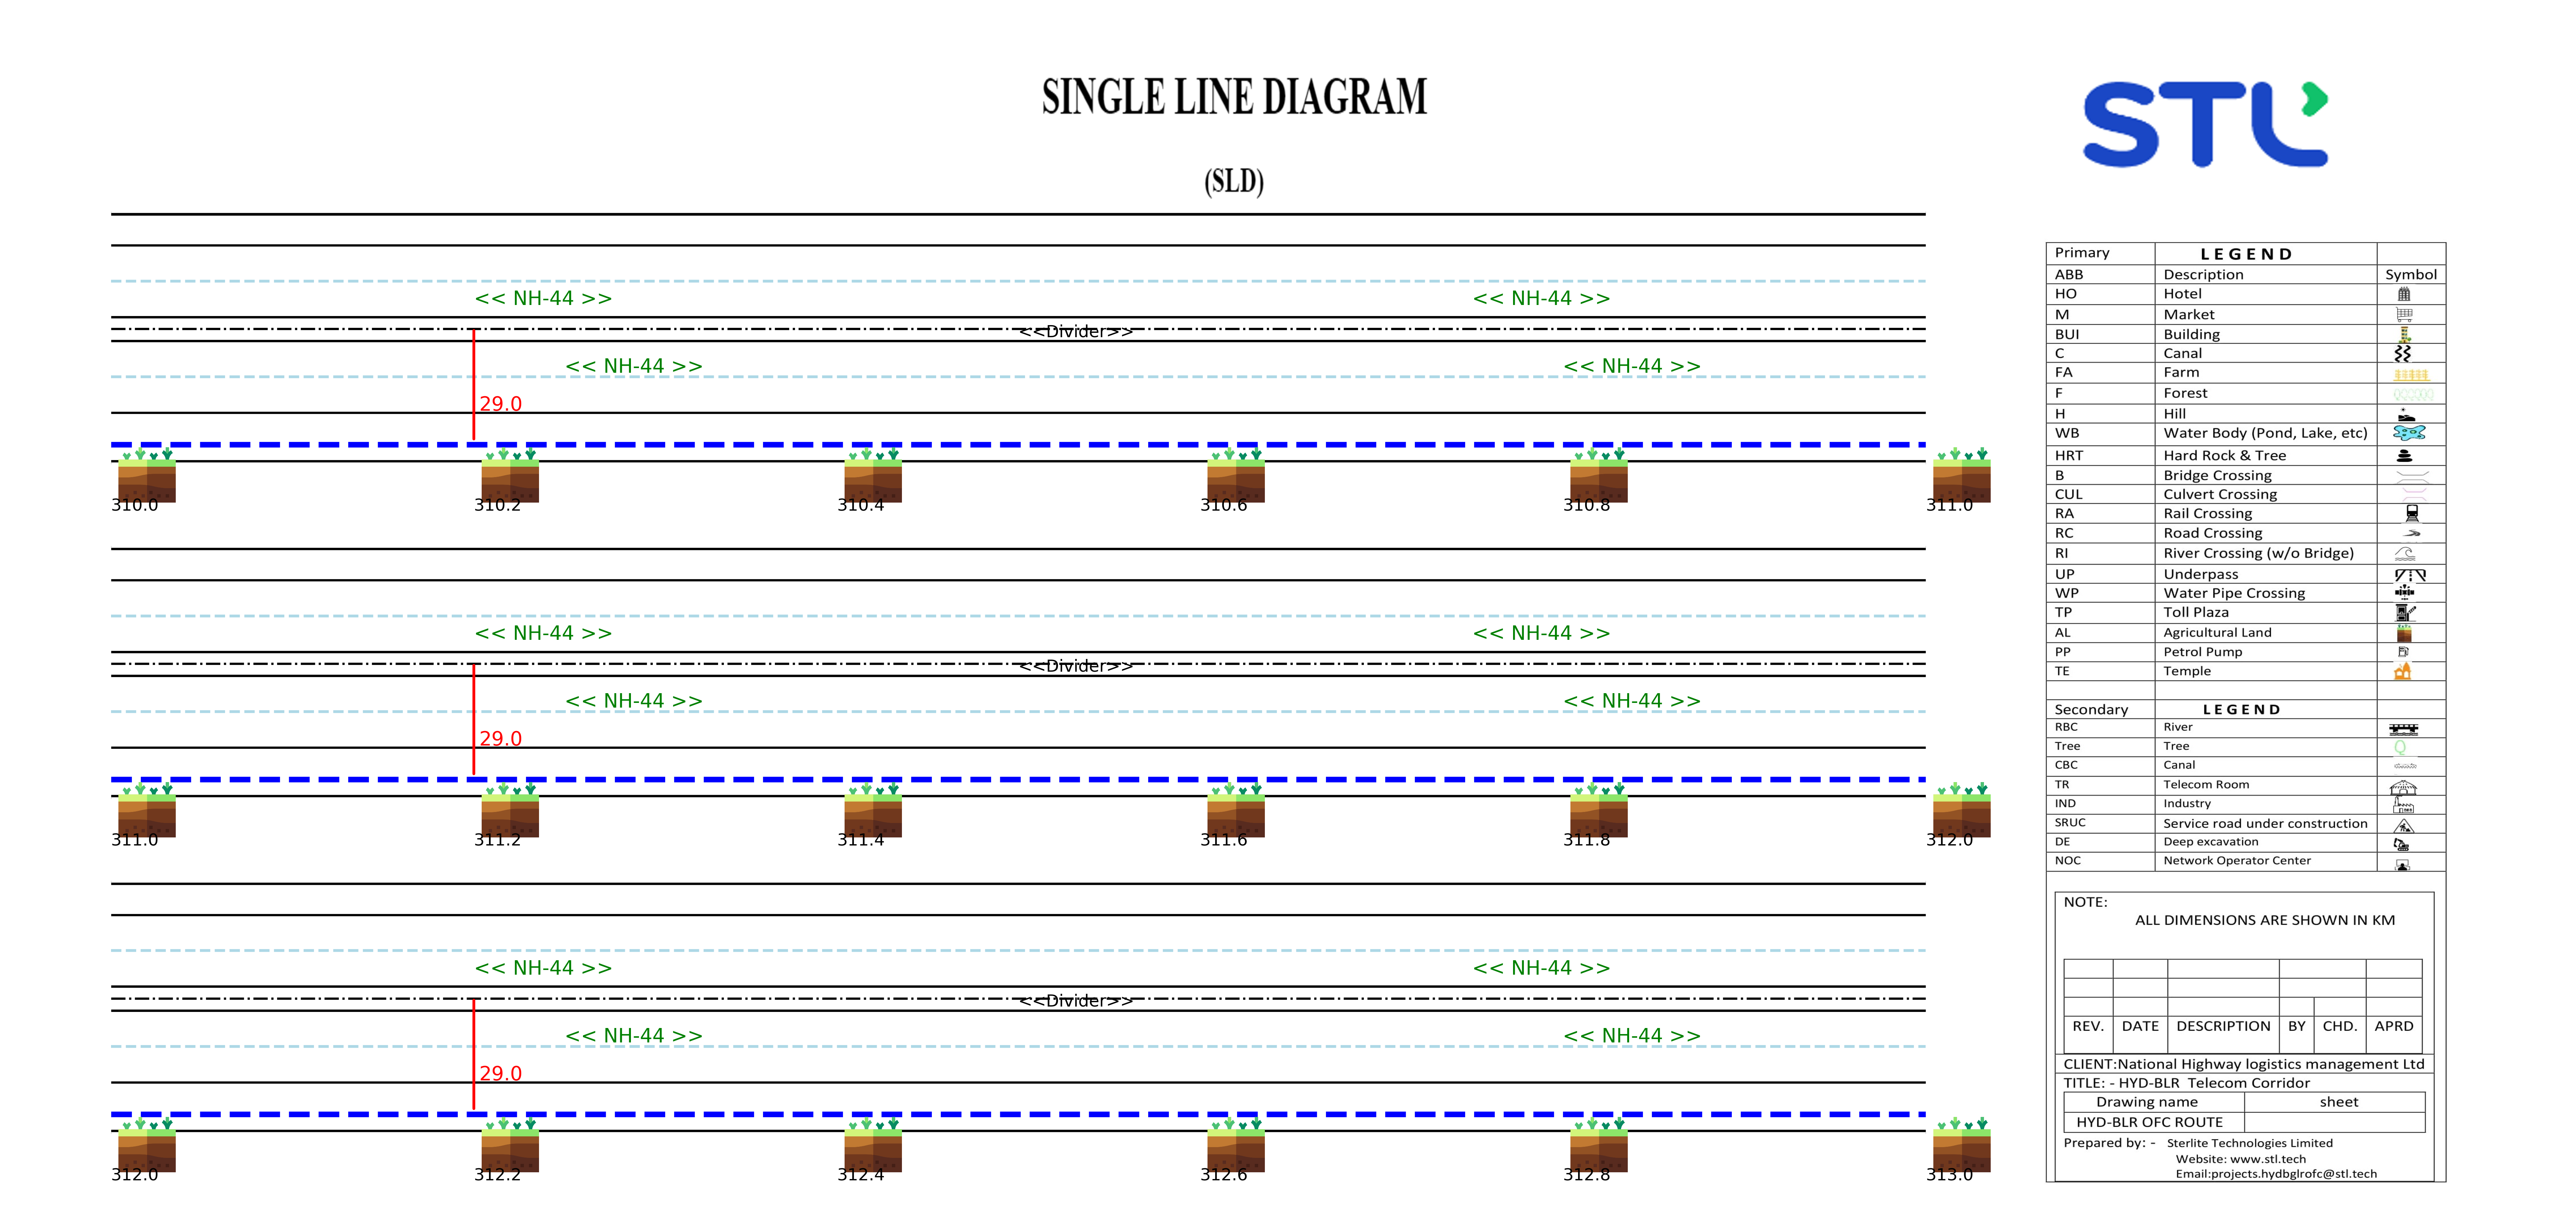 SINGLE LINE DIAGRAM
(SLD)
STL
<< NH-44 >> << NH-44 >>
<<Divider>>
<< NH-44 >> << NH-44 >>
29.0
310.0 310.2 310.4 310.6 310.8 311.0
<< NH-44 >> << NH-44 >>
<<Divider>>
<< NH-44 >> << NH-44 >>
29.0
311.0 311.2 311.4 311.6 311.8 312.0
<< NH-44 >> << NH-44 >>
<<Divider>>
<< NH-44 >> << NH-44 >>
29.0
312.0 312.2 312.4 312.6 312.8 313.0
Primary LEGEND
ABB Description Symbol
HO Hotel
M Market
BUI Building
C Canal
FA Farm
F Forest
H Hill
WB Water Body (Pond, Lake, etc)
HRT Hard Rock & Tree
B Bridge Crossing
CUL Culvert Crossing
RA Rail Crossing
RC Road Crossing
RI River Crossing (w/o Bridge)
UP Underpass
WP Water Pipe Crossing
TP Toll Plaza
AL Agricultural Land
PP Petrol Pump
TE Temple
Secondary LEGEND
RBC River
Tree Tree
CBC Canal
TR Telecom Room
IND Industry
SRUC Service road under construction
DE Deep excavation
NOC Network Operator Center
NOTE:
ALL DIMENSIONS ARE SHOWN IN KM
REV. DATE DESCRIPTION BY CHD. APRD
CLIENT:National Highway logistics management Ltd
TITLE: - HYD-BLR Telecom Corridor
Drawing name sheet
HYD-BLR OFC ROUTE
Prepared by: - Sterlite Technologies Limited
Website: www.stl.tech
Email:projects.hydbglrofc@stl.tech